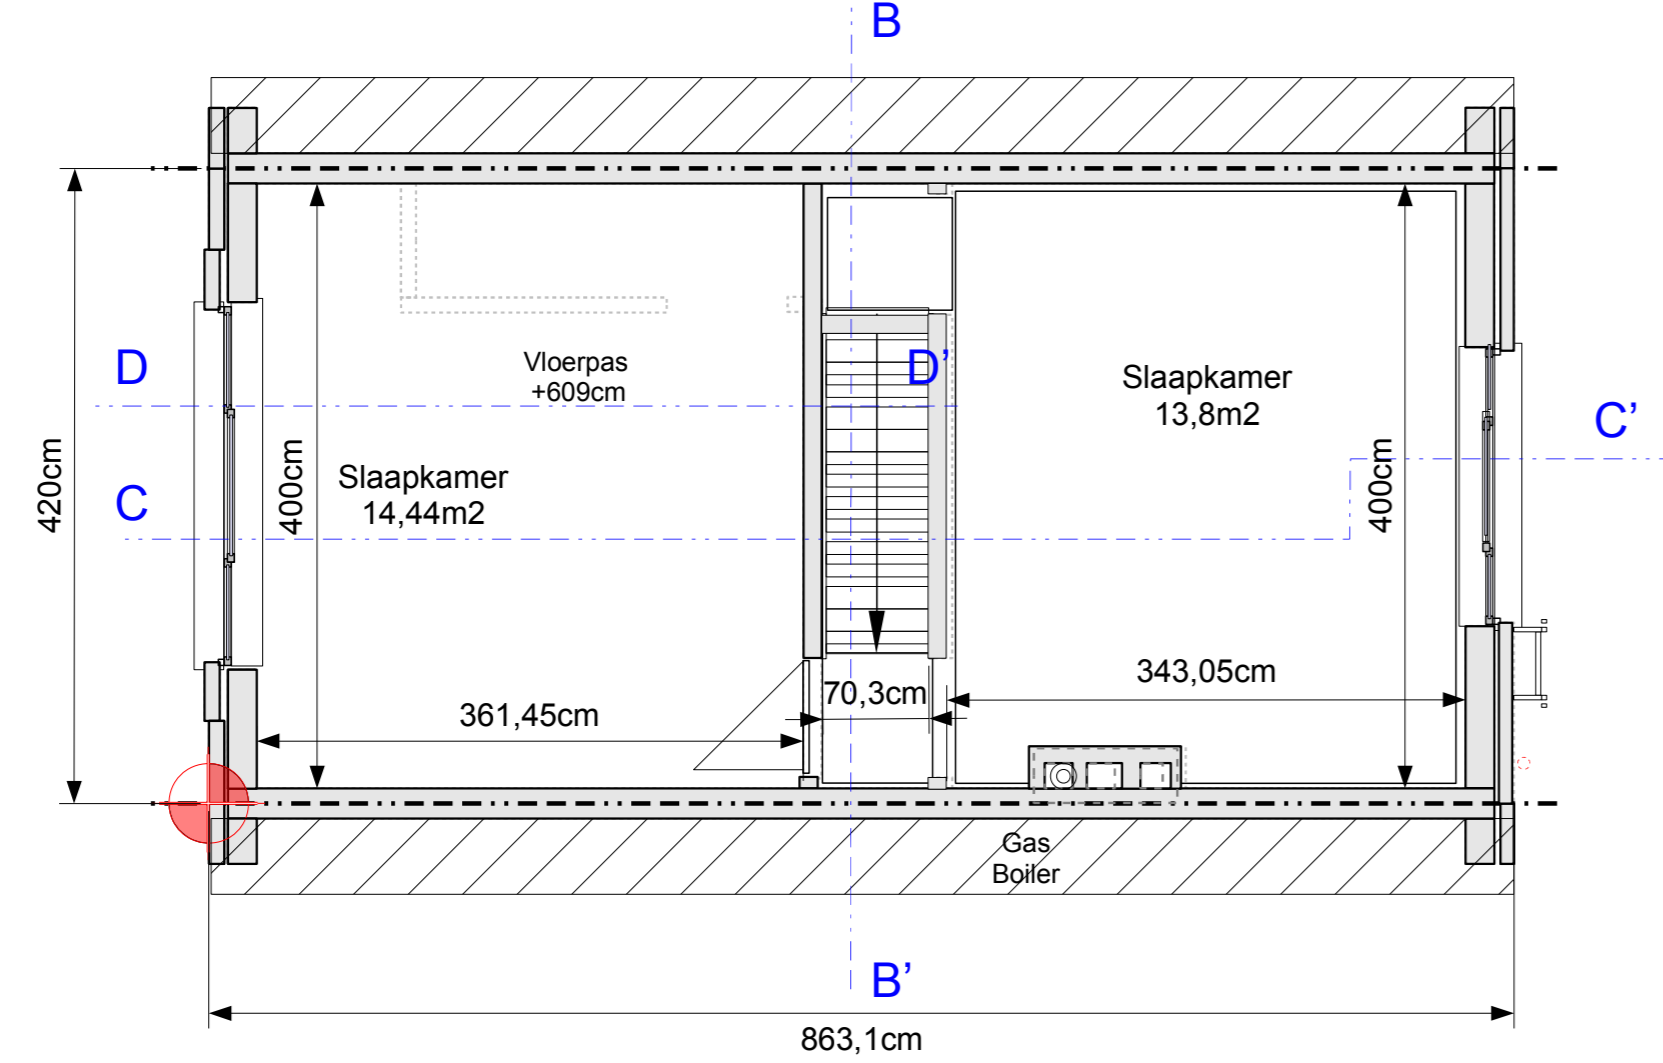 B
D
Vloerpas
+609cm
D’
Slaapkamer
13,8m2
C’
420cm
400cm
C
Slaapkamer
14,44m2
400cm
361,45cm
70,3cm
343,05cm
Gas
Boiler
B’
863,1cm